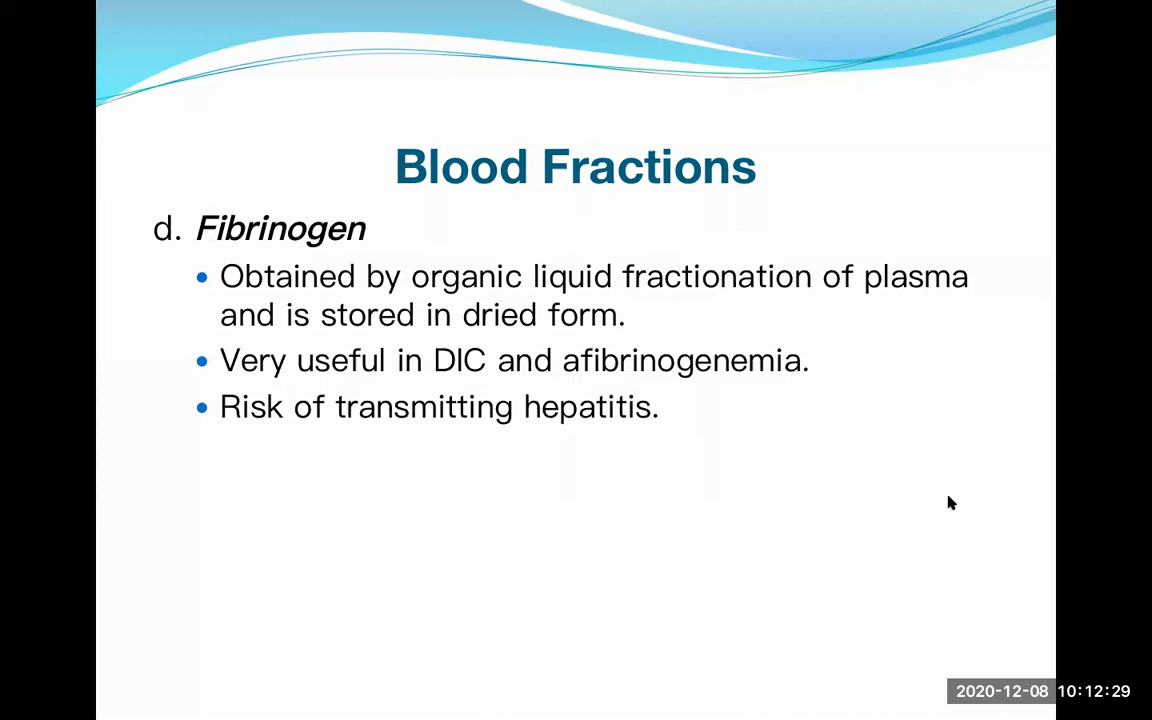 Blood Fractions
d. Fibrinogen
• Obtained by organic liquid fractionation of plasma
and is stored in dried form.
• Very useful in DIC and afibrinogenemia.
• Risk of transmitting hepatitis.
2020-12-08 10:12:29